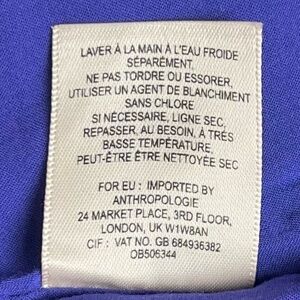 LAVER À LA MAIN À L'EAU FROIDE
SÉPARÉMENT,
NE PAS TORDRE OU ESSORER,
UTILISER UN AGENT DE BLANCHIMENT
SANS CHLORE
SI NÉCESSAIRE, LIGNE SEC,
REPASSER, AU BESOIN, À TRÈS
BASSE TEMPÉRATURE,
PEUT-ÊTRE ÊTRE NETTOYÉE SEC
FOR EU : IMPORTED BY
ANTHROPOLOGIE
24 MARKET PLACE, 3RD FLOOR,
LONDON, UK W1W8AN
CIF : VAT NO. GB 684936382
OB506344